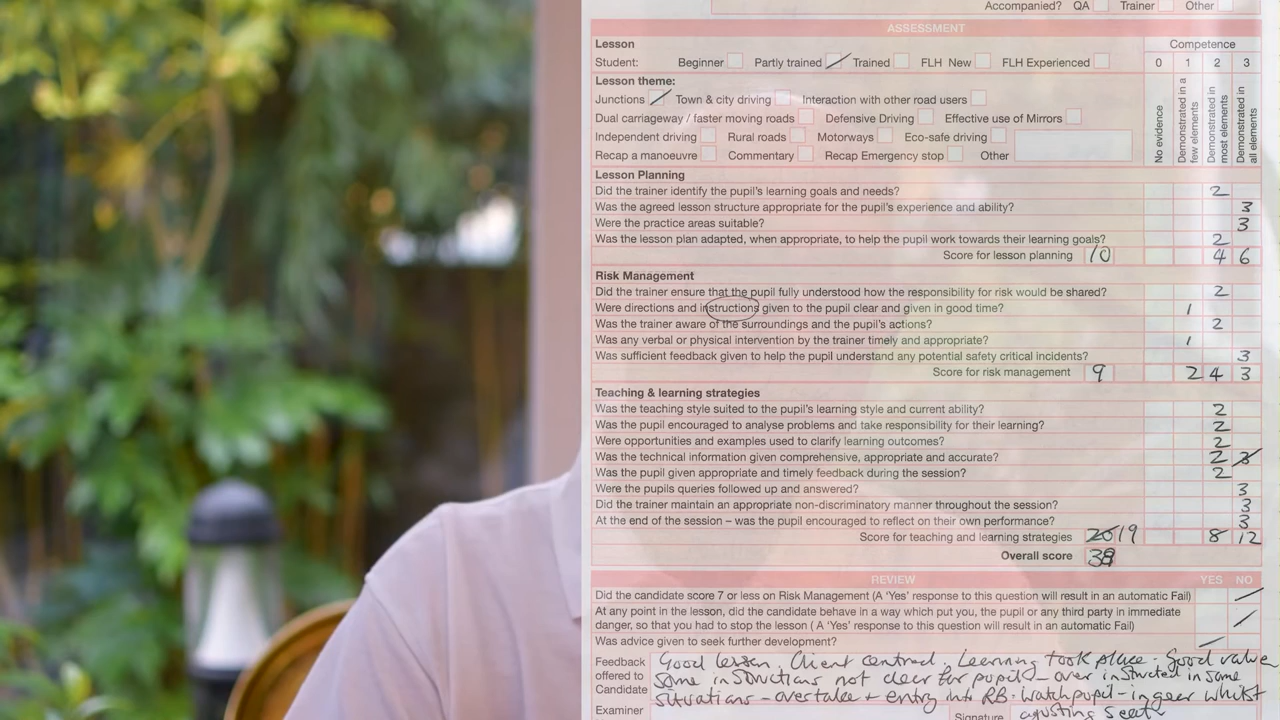 Accompanied? QA Trainer Other
ASSESSMENT
Lesson Competence
Student: Beginner Partly trained Trained FLH New FLH Experienced 0 1 2 3
Lesson theme: No evidence Demonstrated in a few elements Demonstrated in most elements Demonstrated in all elements
Junctions Town & city driving Interaction with other road users
Dual carriageway / faster moving roads Defensive Driving Effective use of Mirrors
Independent driving Rural roads Motorways Eco-safe driving
Recap a manoeuvre Commentary Recap Emergency stop Other
Lesson Planning
Did the trainer identify the pupil's learning goals and needs? 2
Was the agreed lesson structure appropriate for the pupil's experience and ability? 3
Were the practice areas suitable? 3
Was the lesson plan adapted, when appropriate, to help the pupil work towards their learning goals? 2
Score for lesson planning 10 4 6
Risk Management
Did the trainer ensure that the pupil fully understood how the responsibility for risk would be shared? 2
Were directions and instructions given to the pupil clear and given in good time? 1
Was the trainer aware of the surroundings and the pupil's actions? 2
Was any verbal or physical intervention by the trainer timely and appropriate? 1
Was sufficient feedback given to help the pupil understand any potential safety critical incidents? 3
Score for risk management 9 2 4 3
Teaching & learning strategies
Was the teaching style suited to the pupil's learning style and current ability? 2
Was the pupil encouraged to analyse problems and take responsibility for their learning? 2
Were opportunities and examples used to clarify learning outcomes? 2
Was the technical information given comprehensive, appropriate and accurate? 2 3
Was the pupil given appropriate and timely feedback during the session? 2
Were the pupils queries followed up and answered? 3
Did the trainer maintain an appropriate non-discriminatory manner throughout the session? 3
At the end of the session – was the pupil encouraged to reflect on their own performance? 3
Score for teaching and learning strategies 20 19 8 12
Overall score 38
REVIEW YES NO
Did the candidate score 7 or less on Risk Management (A 'Yes' response to this question will result in an automatic Fail)
At any point in the lesson, did the candidate behave in a way which put you, the pupil or any third party in immediate
danger, so that you had to stop the lesson ( A 'Yes' response to this question will result in an automatic Fail)
Was advice given to seek further development?
Feedback Good lesson. Client centred. Learning took place - Good value
offered to some instructions not clear for pupil - over instructed in some
Candidate situations - overtake + entry into RB. Watch pupil - in gear whilst
Examiner Signature adjusting seat